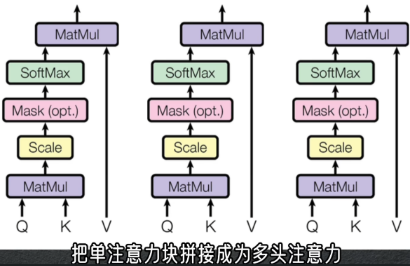 MatMul MatMul MatMul
SoftMax SoftMax SoftMax
Mask (opt.) Mask (opt.) Mask (opt.)
Scale Scale Scale
MatMul MatMul MatMul
Q K V Q K V Q K V
把单注意力块拼接成为多头注意力